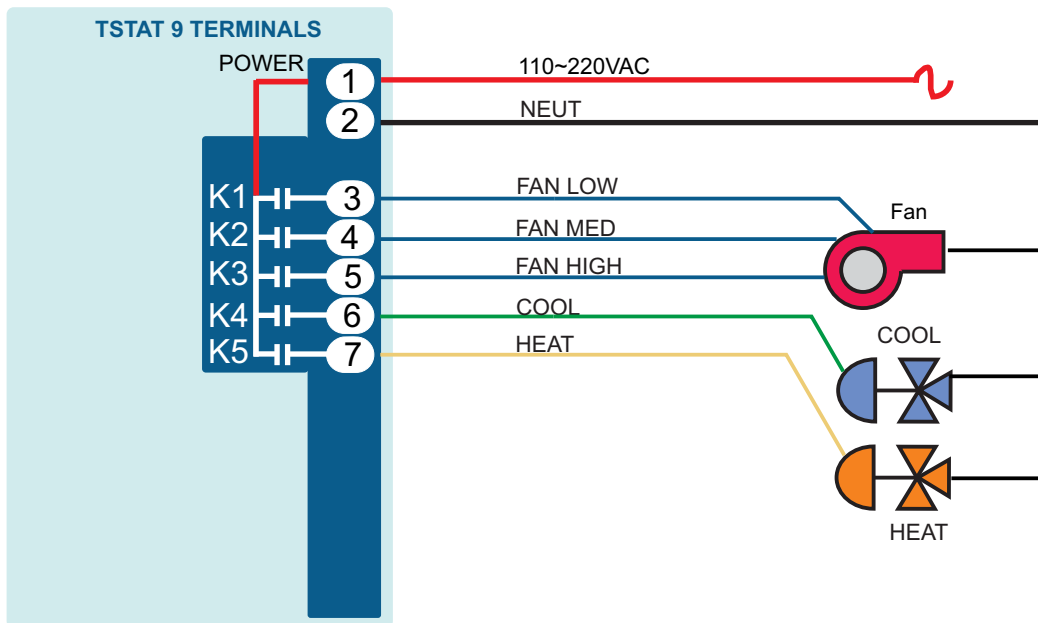 TSTAT 9 TERMINALS
POWER 1 110~220VAC
2 NEUT
K1 3 FAN LOW
Fan
K2 4 FAN MED
K3 5 FAN HIGH
K4 6 COOL
COOL
K5 7 HEAT
HEAT